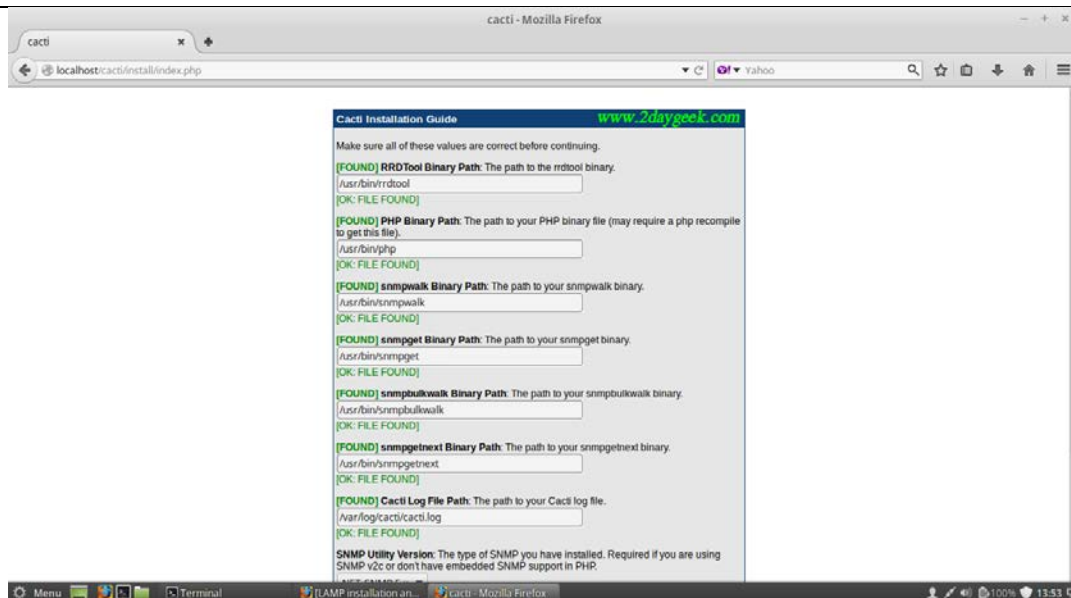 cacti - Mozilla Firefox
cacti
localhost/cacti/install/index.php
Yahoo
Cacti Installation Guide
www.2daygeek.com
Make sure all of these values are correct before continuing.
[FOUND] RRDTool Binary Path: The path to the rrdtool binary.
/usr/bin/rrdtool
[OK: FILE FOUND]
[FOUND] PHP Binary Path: The path to your PHP binary file (may require a php recompile
to get this file).
/usr/bin/php
[OK: FILE FOUND]
[FOUND] snmpwalk Binary Path: The path to your snmpwalk binary.
/usr/bin/snmpwalk
[OK: FILE FOUND]
[FOUND] snmpget Binary Path: The path to your snmpget binary.
/usr/bin/snmpget
[OK: FILE FOUND]
[FOUND] snmpbulkwalk Binary Path: The path to your snmpbulkwalk binary.
/usr/bin/snmpbulkwalk
[OK: FILE FOUND]
[FOUND] snmpgetnext Binary Path: The path to your snmpgetnext binary.
/usr/bin/snmpgetnext
[OK: FILE FOUND]
[FOUND] Cacti Log File Path: The path to your Cacti log file.
/var/log/cacti/cacti.log
[OK: FILE FOUND]
SNMP Utility Version: The type of SNMP you have installed. Required if you are using
SNMP v2c or don't have embedded SNMP support in PHP.
Menu
Terminal
[LAMP installation an...
cacti - Mozilla Firefox
100%
13:53